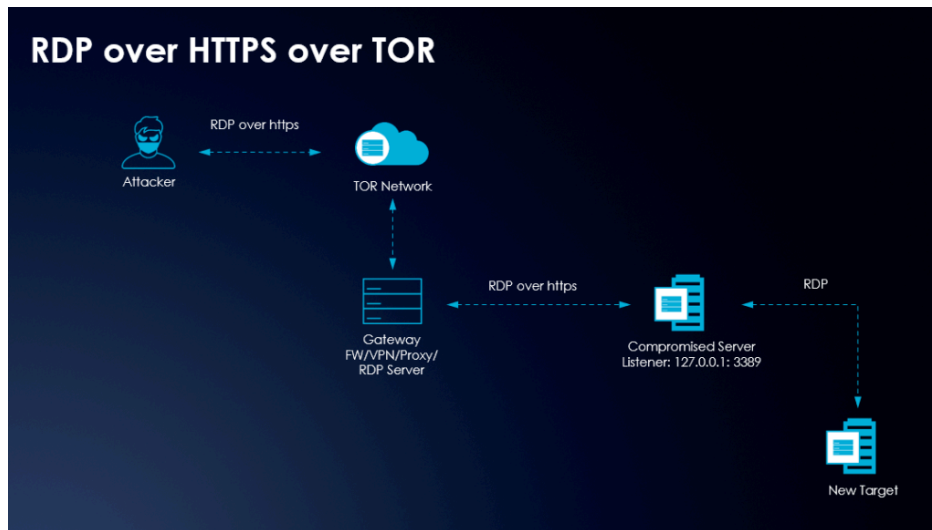 RDP over HTTPS over TOR
RDP over https
Attacker
TOR Network
RDP over https
RDP
Gateway
FW/VPN/Proxy/
RDP Server
Compromised Server
Listener: 127.0.0.1: 3389
New Target